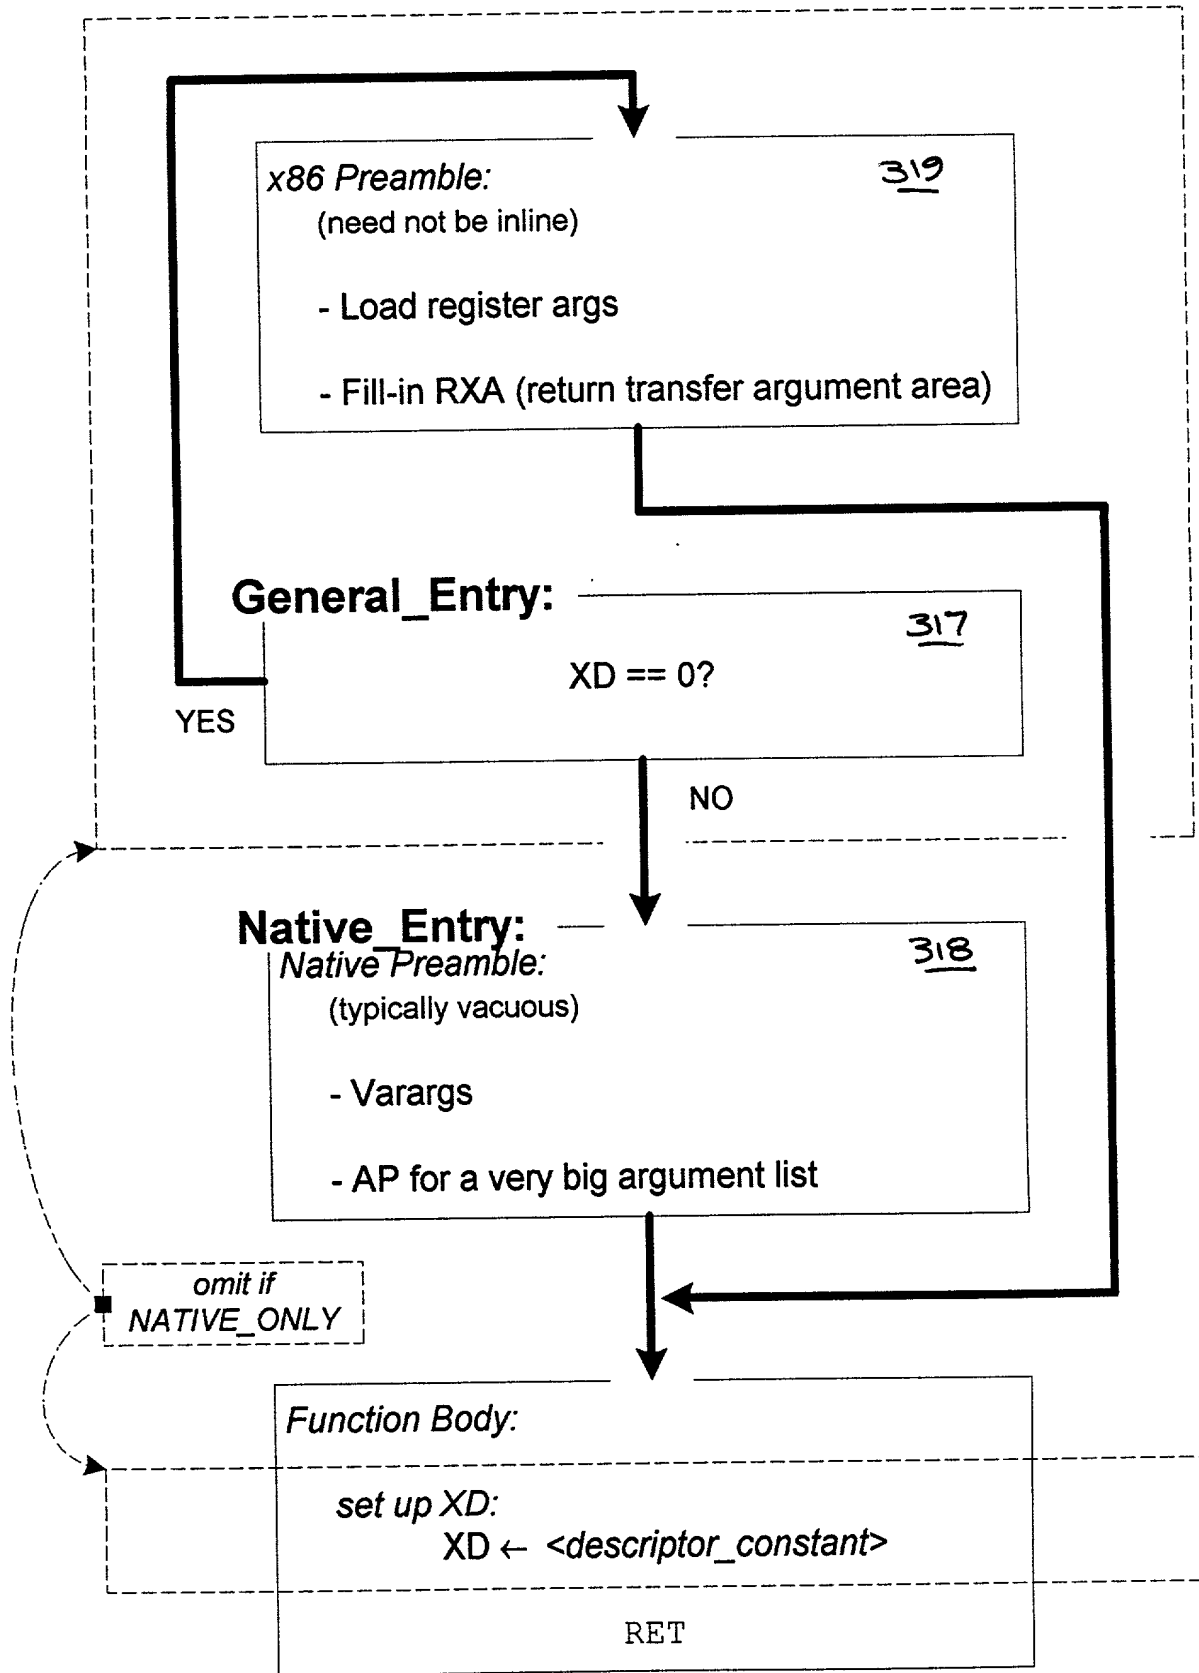 x86 Preamble:
319
(need not be inline)
- Load register args
- Fill-in RXA (return transfer argument area)
General_Entry:
317
XD == 0?
YES
NO
Native_Entry:
318
Native Preamble:
(typically vacuous)
- Varargs
- AP for a very big argument list
omit if
NATIVE_ONLY
Function Body:
set up XD:
XD ← <descriptor_constant>
RET